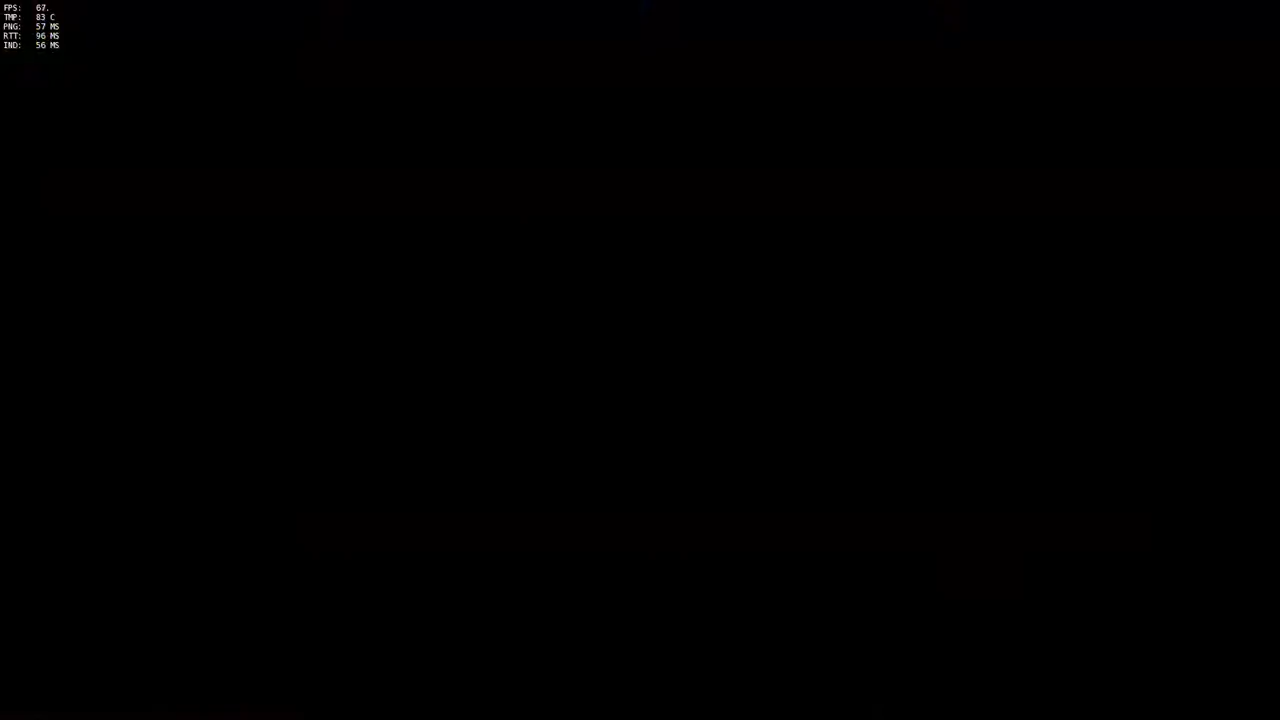 FPS: 67.
TMP: 83 C
PNG: 57 MS
RTT: 96 MS
IND: 56 MS